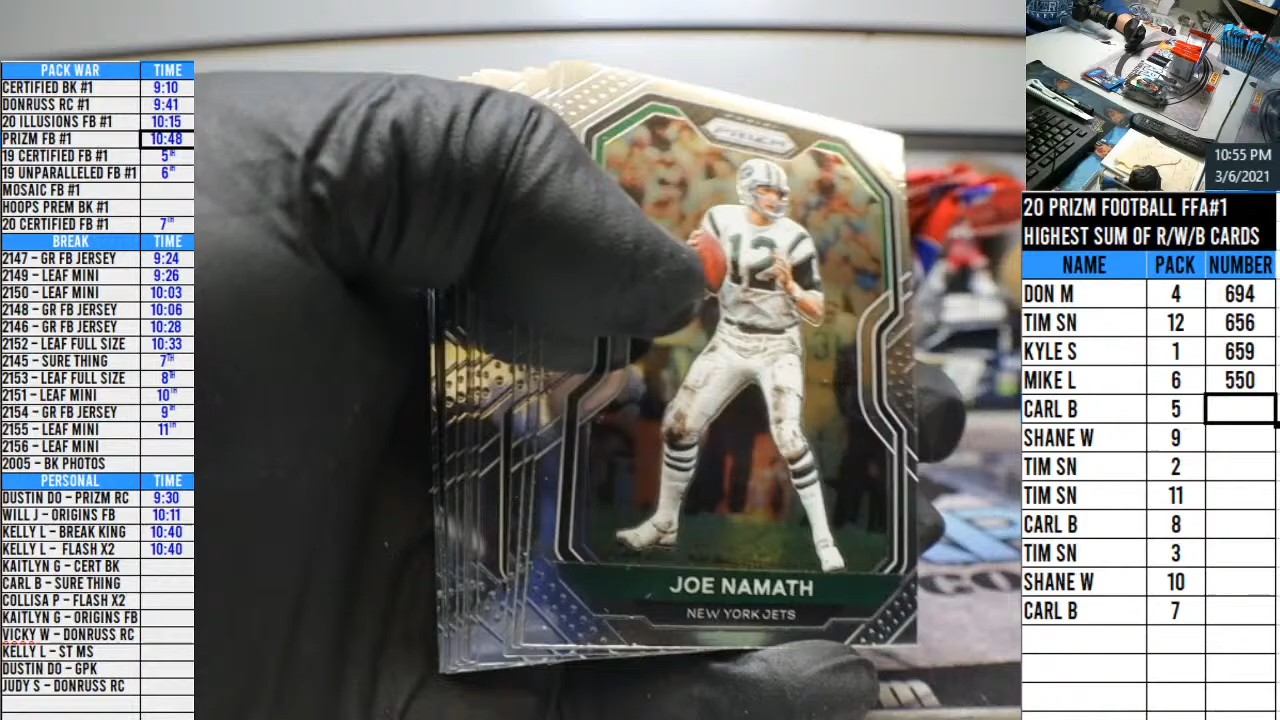 PACK WAR TIME
CERTIFIED BK #1 9:10
DONRUSS RC #1 9:41
20 ILLUSIONS FB #1 10:15
PRIZM FB #1 10:48
19 CERTIFIED FB #1 5TH
19 UNPARALLELED FB #1 6TH
MOSAIC FB #1
HOOPS PREM BK #1
20 CERTIFIED FB #1 7TH
BREAK TIME
2147 - GR FB JERSEY 9:24
2149 - LEAF MINI 9:26
2150 - LEAF MINI 10:03
2148 - GR FB JERSEY 10:06
2146 - GR FB JERSEY 10:28
2152 - LEAF FULL SIZE 10:33
2145 - SURE THING 7TH
2153 - LEAF FULL SIZE 8TH
2151 - LEAF MINI 10TH
2154 - GR FB JERSEY 9TH
2155 - LEAF MINI 11TH
2156 - LEAF MINI
2005 - BK PHOTOS
PERSONAL TIME
DUSTIN DO - PRIZM RC 9:30
WILL J - ORIGINS FB 10:11
KELLY L - BREAK KING 10:40
KELLY L - FLASH X2 10:40
KAITLYN G - CERT BK
CARL B - SURE THING
COLLISA P - FLASH X2
KAITLYN G - ORIGINS FB
VICKY W - DONRUSS RC
KELLY L - ST MS
DUSTIN DO - GPK
JUDY S - DONRUSS RC
PRIZM
12
JOE NAMATH
NEW YORK JETS
10:55 PM
3/6/2021
20 PRIZM FOOTBALL FFA#1
HIGHEST SUM OF R/W/B CARDS
NAME PACK NUMBER
DON M 4 694
TIM SN 12 656
KYLE S 1 659
MIKE L 6 550
CARL B 5
SHANE W 9
TIM SN 2
TIM SN 11
CARL B 8
TIM SN 3
SHANE W 10
CARL B 7